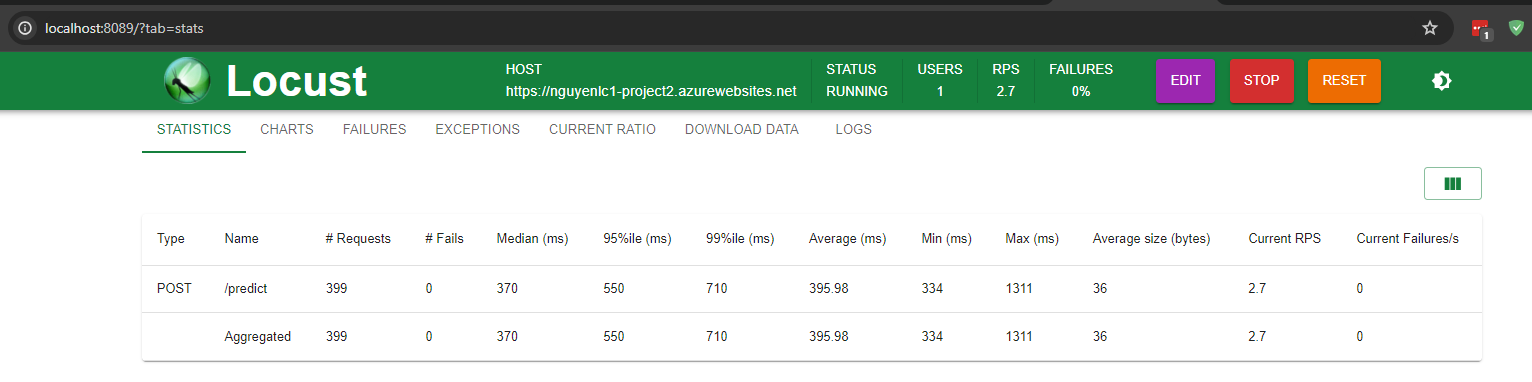 localhost:8089/?tab=stats
1
Locust
HOST
https://nguyenlc1-project2.azurewebsites.net
STATUS
RUNNING
USERS
1
RPS
2.7
FAILURES
0%
EDIT
STOP
RESET
STATISTICS CHARTS FAILURES EXCEPTIONS CURRENT RATIO DOWNLOAD DATA LOGS
Type Name # Requests # Fails Median (ms) 95%ile (ms) 99%ile (ms) Average (ms) Min (ms) Max (ms) Average size (bytes) Current RPS Current Failures/s
POST /predict 399 0 370 550 710 395.98 334 1311 36 2.7 0
Aggregated 399 0 370 550 710 395.98 334 1311 36 2.7 0